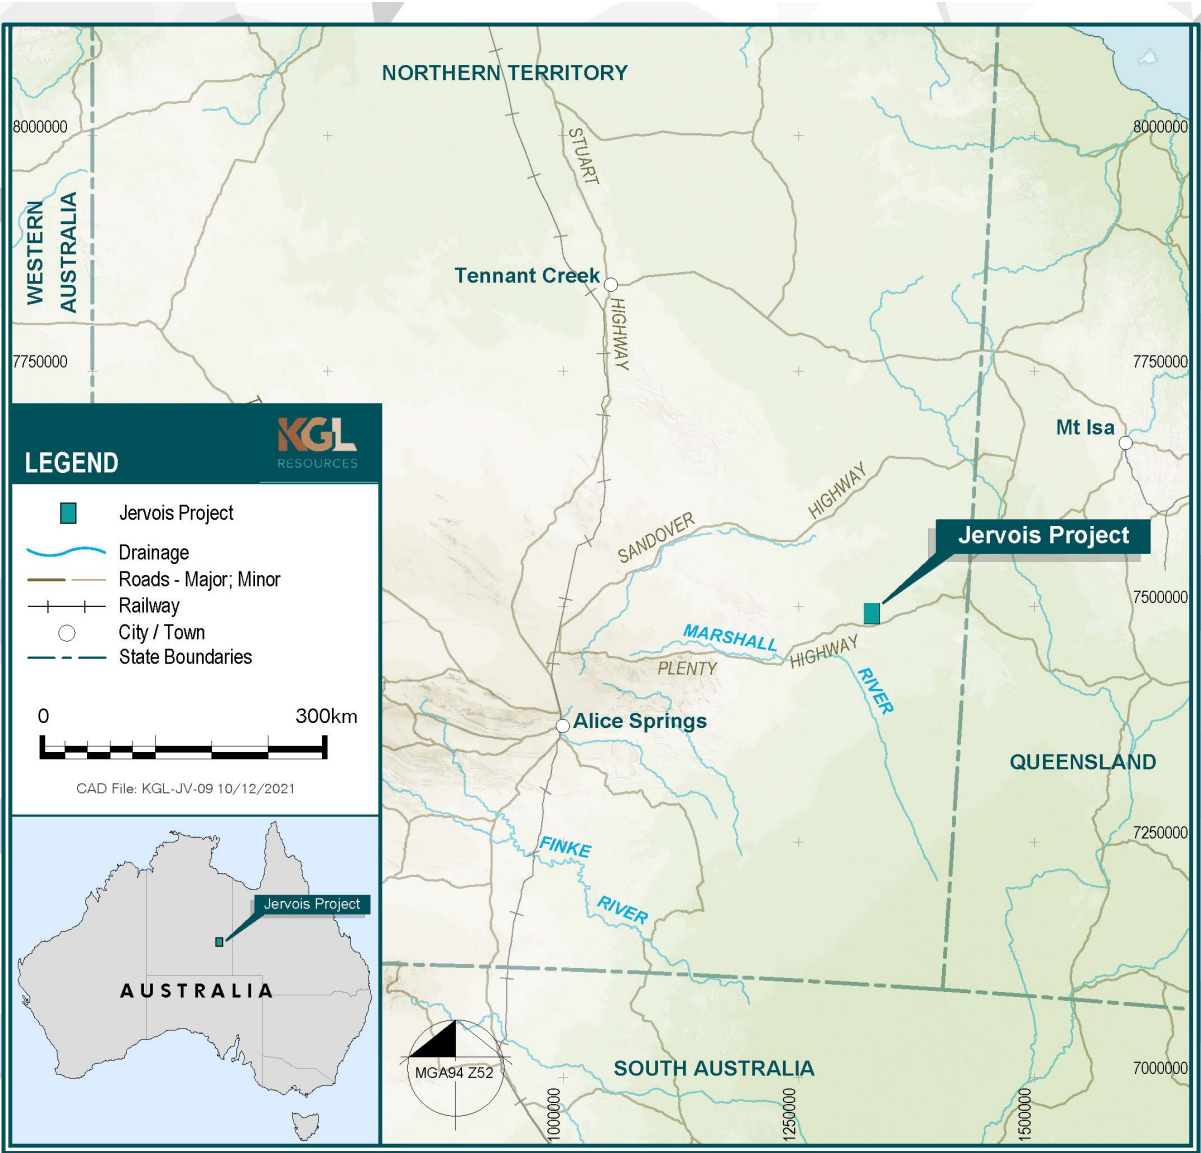 NORTHERN TERRITORY
8000000
8000000
STUART
WESTERN
AUSTRALIA
Tennant Creek
HIGHWAY
7750000
7750000
KGL
RESOURCES
LEGEND
Jervois Project
Drainage
Roads - Major; Minor
Railway
City / Town
State Boundaries
0
300km
CAD File: KGL-JV-09 10/12/2021
Mt Isa
HIGHWAY
SANDOVER
Jervois Project
7500000
MARSHALL
HIGHWAY
PLENTY
RIVER
Alice Springs
QUEENSLAND
7250000
FINKE
RIVER
Jervois Project
AUSTRALIA
MGA94 Z52
SOUTH AUSTRALIA
7000000
1000000
1250000
1500000